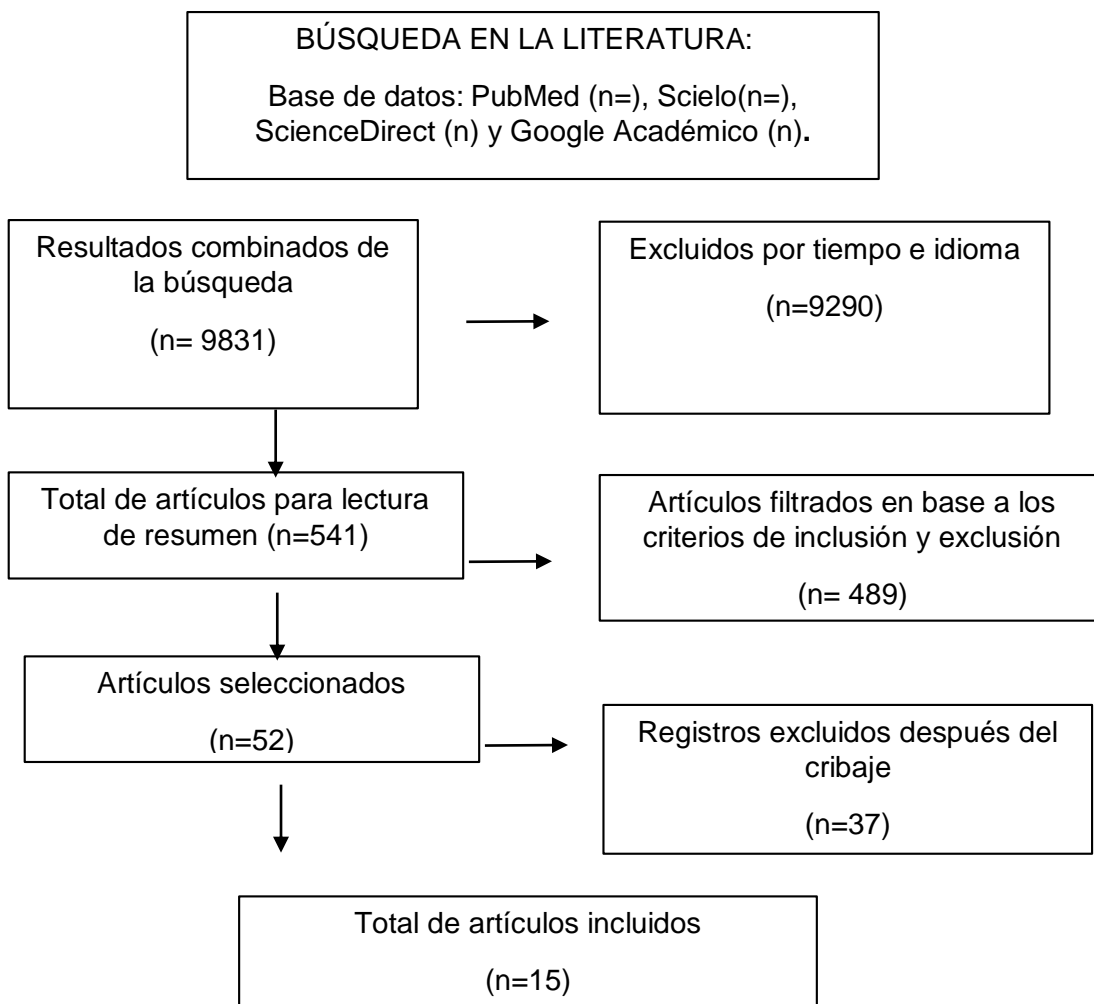 BÚSQUEDA EN LA LITERATURA:
Base de datos: PubMed (n=), Scielo(n=),
ScienceDirect (n) y Google Académico (n).
Resultados combinados de
la búsqueda
(n= 9831)
Excluidos por tiempo e idioma
(n=9290)
Total de artículos para lectura
de resumen (n=541)
Artículos filtrados en base a los
criterios de inclusión y exclusión
(n= 489)
Artículos seleccionados
(n=52)
Registros excluidos después del
cribaje
(n=37)
Total de artículos incluidos
(n=15)